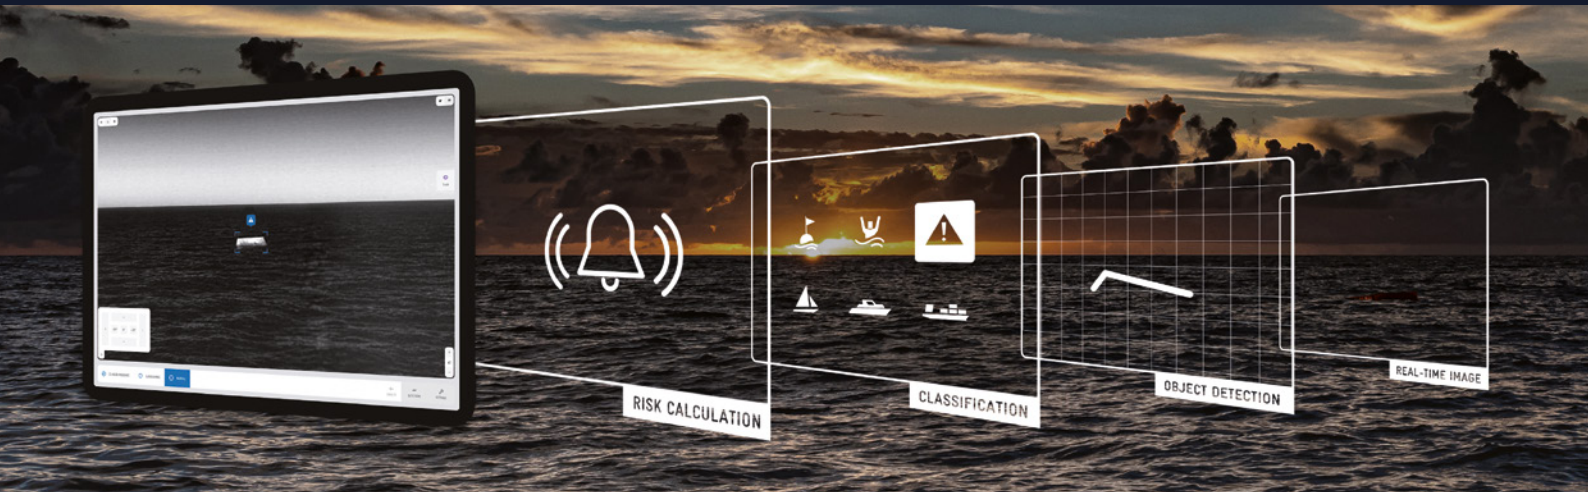 RISK CALCULATION
CLASSIFICATION
OBJECT DETECTION
REAL-TIME IMAGE